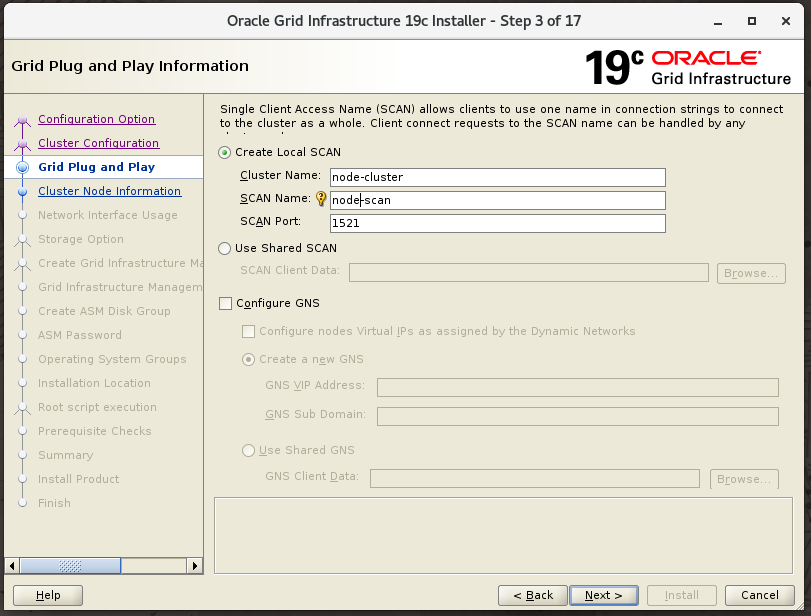 Oracle Grid Infrastructure 19c Installer - Step 3 of 17
Grid Plug and Play Information
19c ORACLE
Grid Infrastructure
Configuration Option
Cluster Configuration
Grid Plug and Play
Cluster Node Information
Network Interface Usage
Storage Option
Create Grid Infrastructure Ma
Grid Infrastructure Managem
Create ASM Disk Group
ASM Password
Operating System Groups
Installation Location
Root script execution
Prerequisite Checks
Summary
Install Product
Finish
Single Client Access Name (SCAN) allows clients to use one name in connection strings to connect
to the cluster as a whole. Client connect requests to the SCAN name can be handled by any
Create Local SCAN
Cluster Name: node-cluster
SCAN Name: node-scan
SCAN Port: 1521
Use Shared SCAN
SCAN Client Data: Browse...
Configure GNS
Configure nodes Virtual IPs as assigned by the Dynamic Networks
Create a new GNS
GNS VIP Address:
GNS Sub Domain:
Use Shared GNS
GNS Client Data: Browse...
Help
< Back Next > Install Cancel